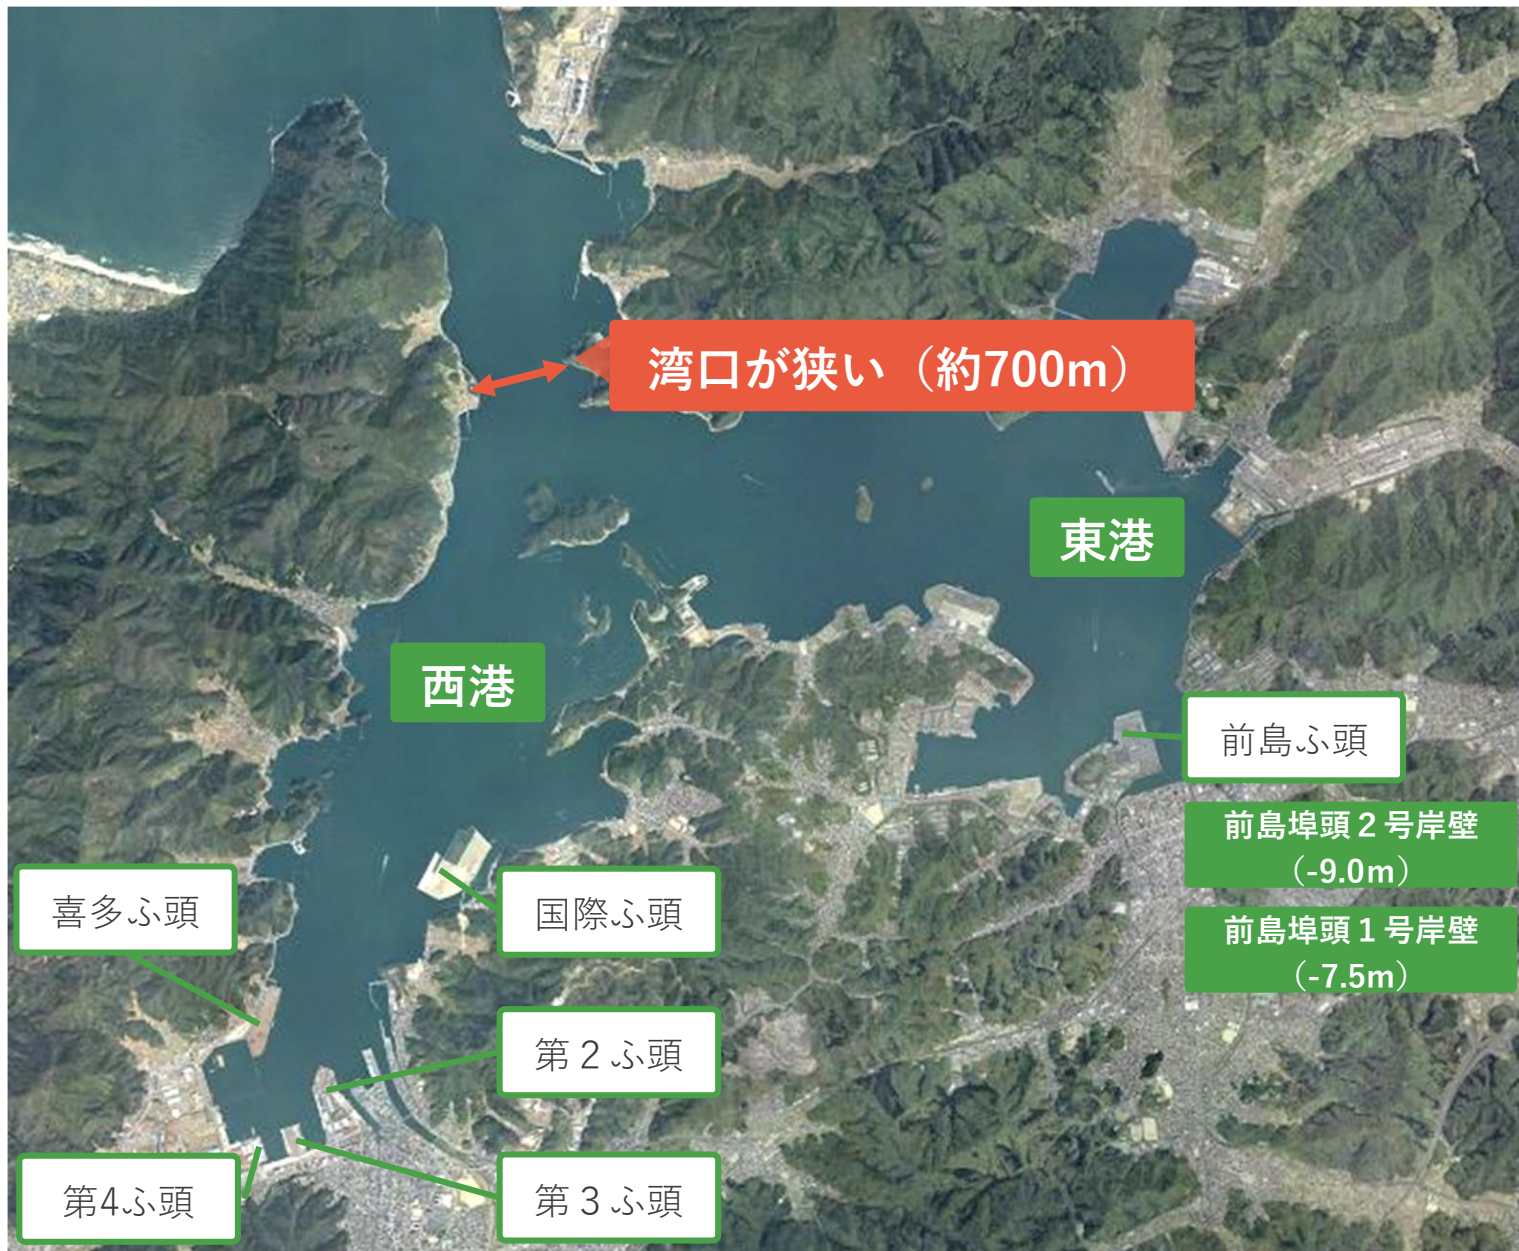 湾口が狭い（約700m）
東港
西港
前島ふ頭
前島埠頭２号岸壁
（-9.0m）
喜多ふ頭
国際ふ頭
前島埠頭１号岸壁
（-7.5m）
第２ふ頭
第4ふ頭
第３ふ頭